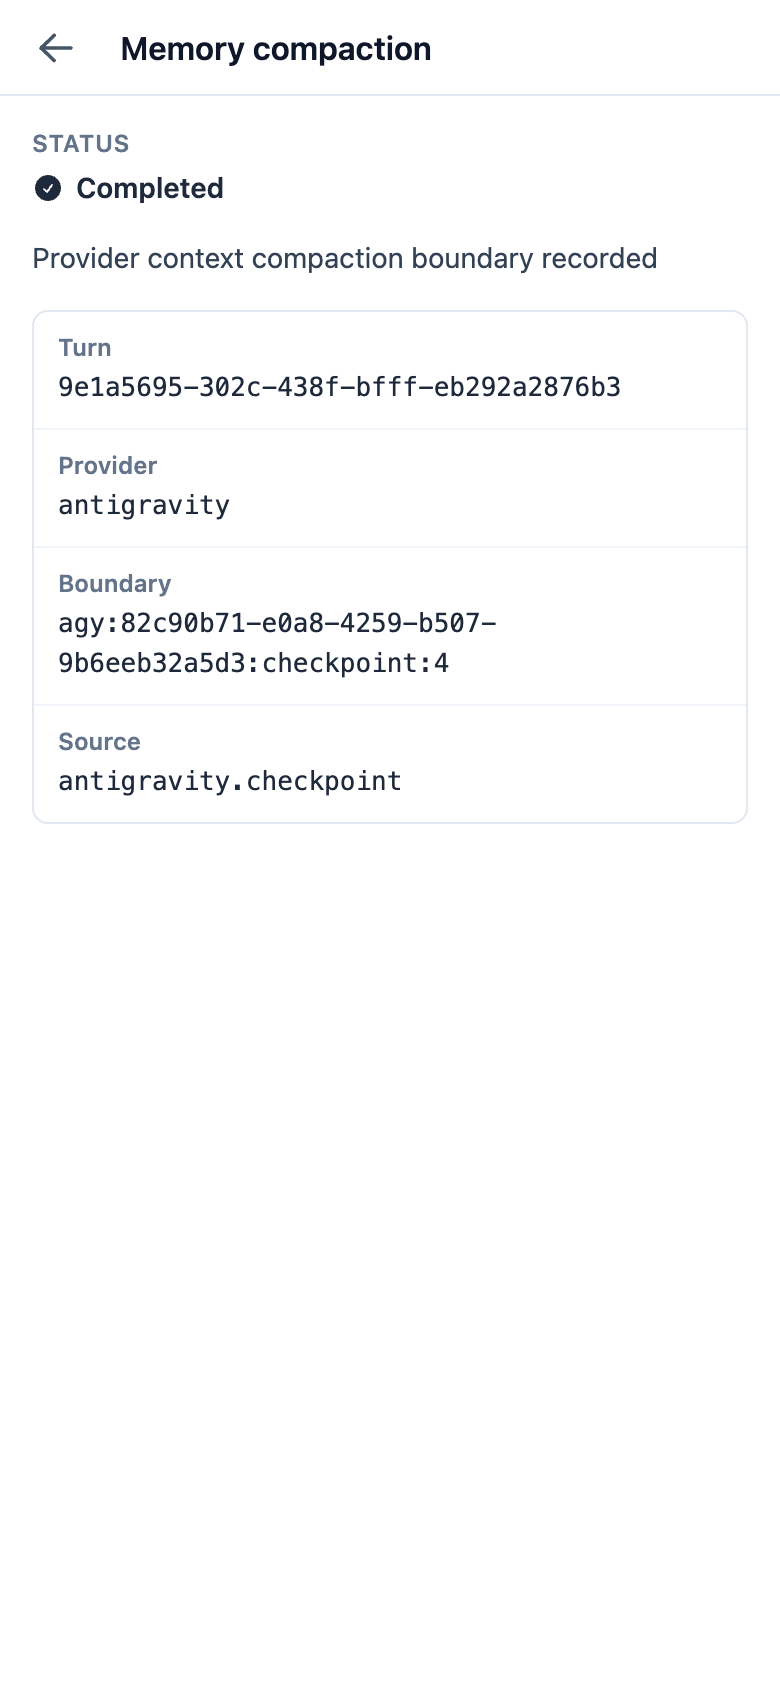 Memory compaction
STATUS
Completed
Provider context compaction boundary recorded
Turn
9e1a5695-302c-438f-bfff-eb292a2876b3
Provider
antigravity
Boundary
agy:82c90b71-e0a8-4259-b507-
9b6eeb32a5d3:checkpoint:4
Source
antigravity.checkpoint